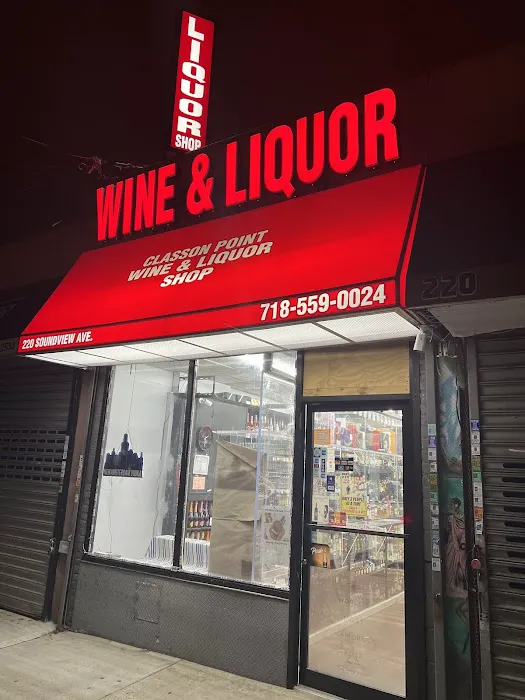 LIQUOR
SHOP
WINE & LIQUOR
CLASSON POINT
WINE & LIQUOR
SHOP
718-559-0024
220 SOUNDVIEW AVE.
220